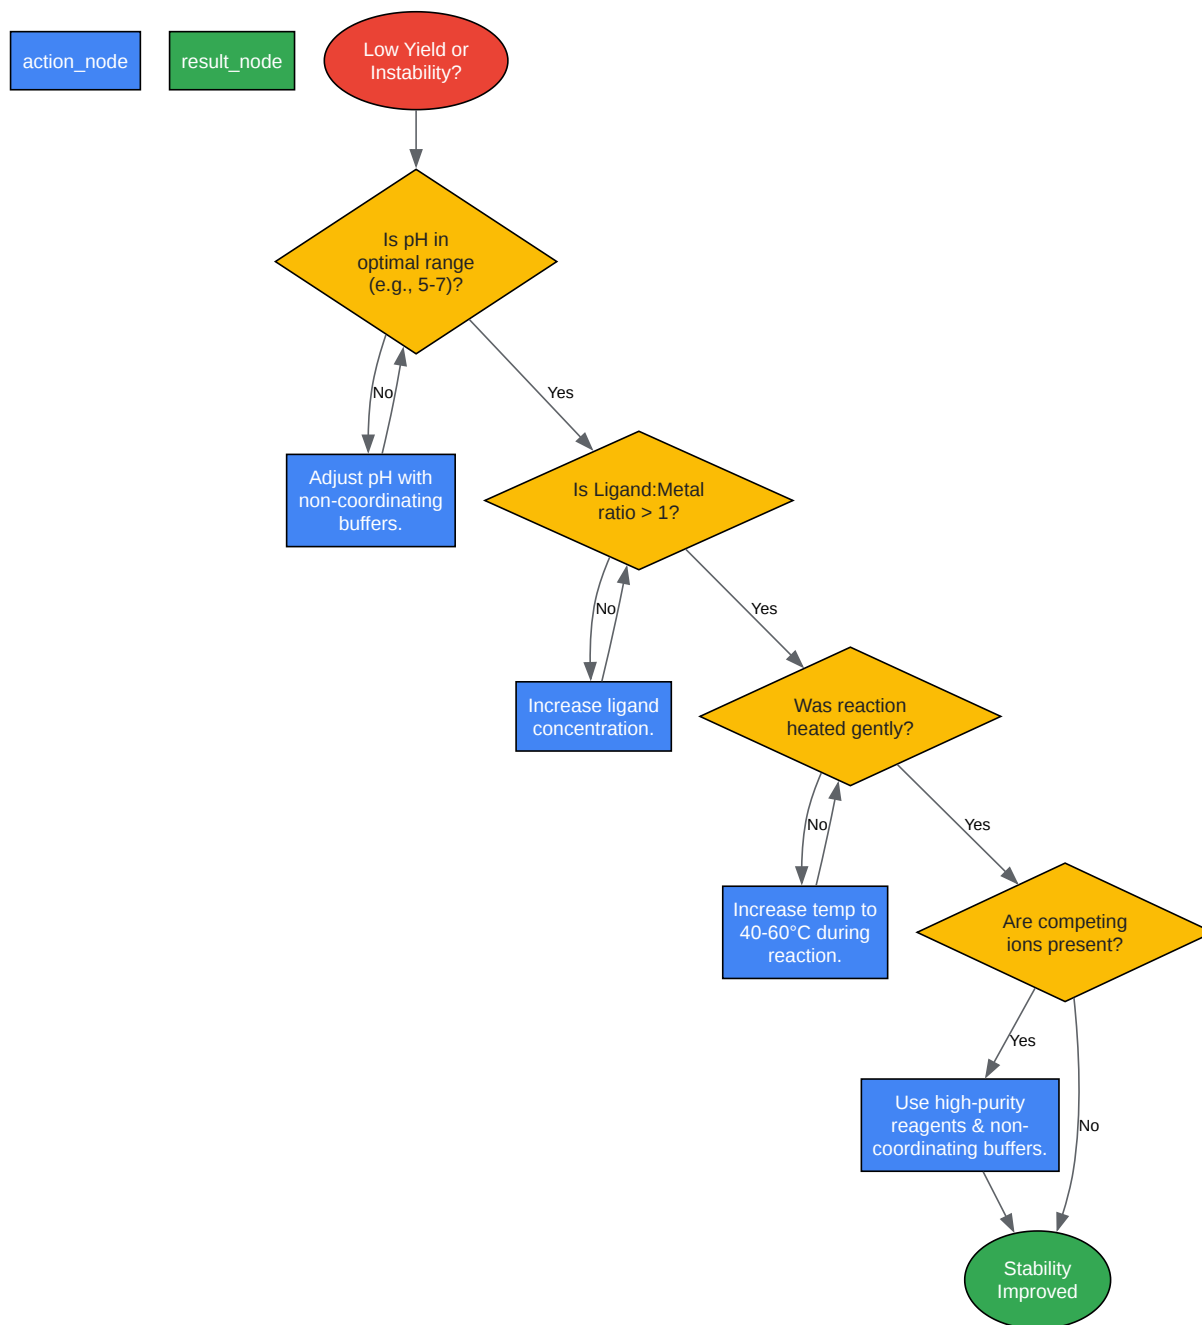 action_node
result_node
Low Yield or
Instability?
Is pH in
optimal range
(e.g., 5-7)?
No
Yes
Adjust pH with
non-coordinating
buffers.
Is Ligand:Metal
ratio > 1?
No
Yes
Increase ligand
concentration.
Was reaction
heated gently?
No
Yes
Increase temp to
40-60°C during
reaction.
Are competing
ions present?
Yes
No
Use high-purity
reagents & non-
coordinating buffers.
Stability
Improved